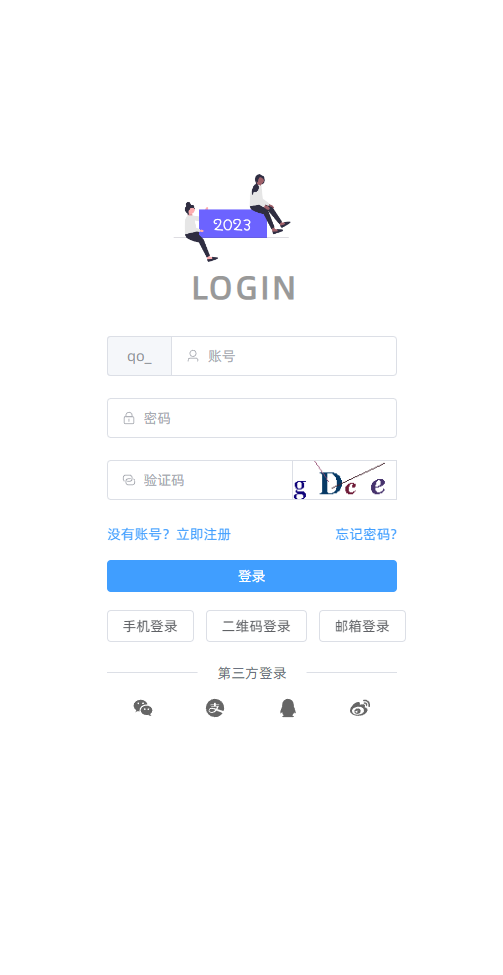 2023
LOGIN
qo_ 账号
密码
验证码 g D c e
没有账号？立即注册 忘记密码?
登录
手机登录 二维码登录 邮箱登录
第三方登录